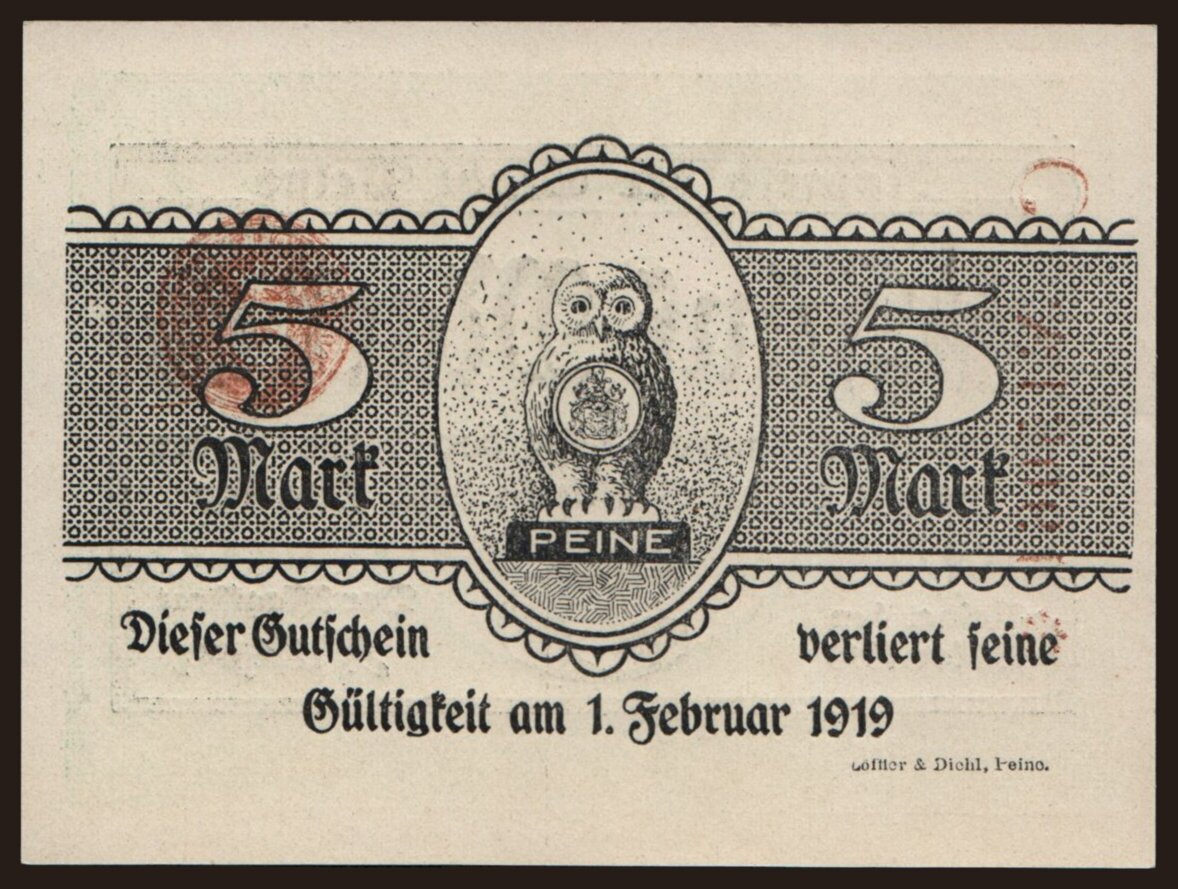 5 5
Mark Mark
PEINE
Dieser Gutschein verliert seine
Gültigkeit am 1. Februar 1919
Löffler & Diehl, Peine.